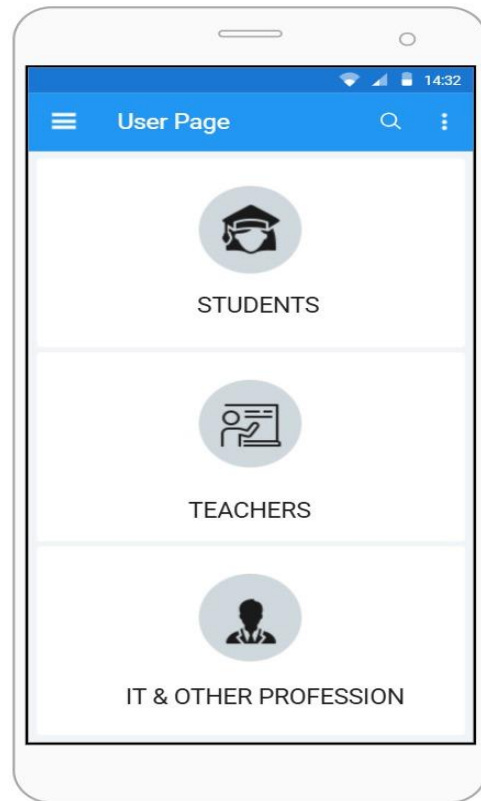 14:32
User Page
STUDENTS
TEACHERS
IT & OTHER PROFESSION